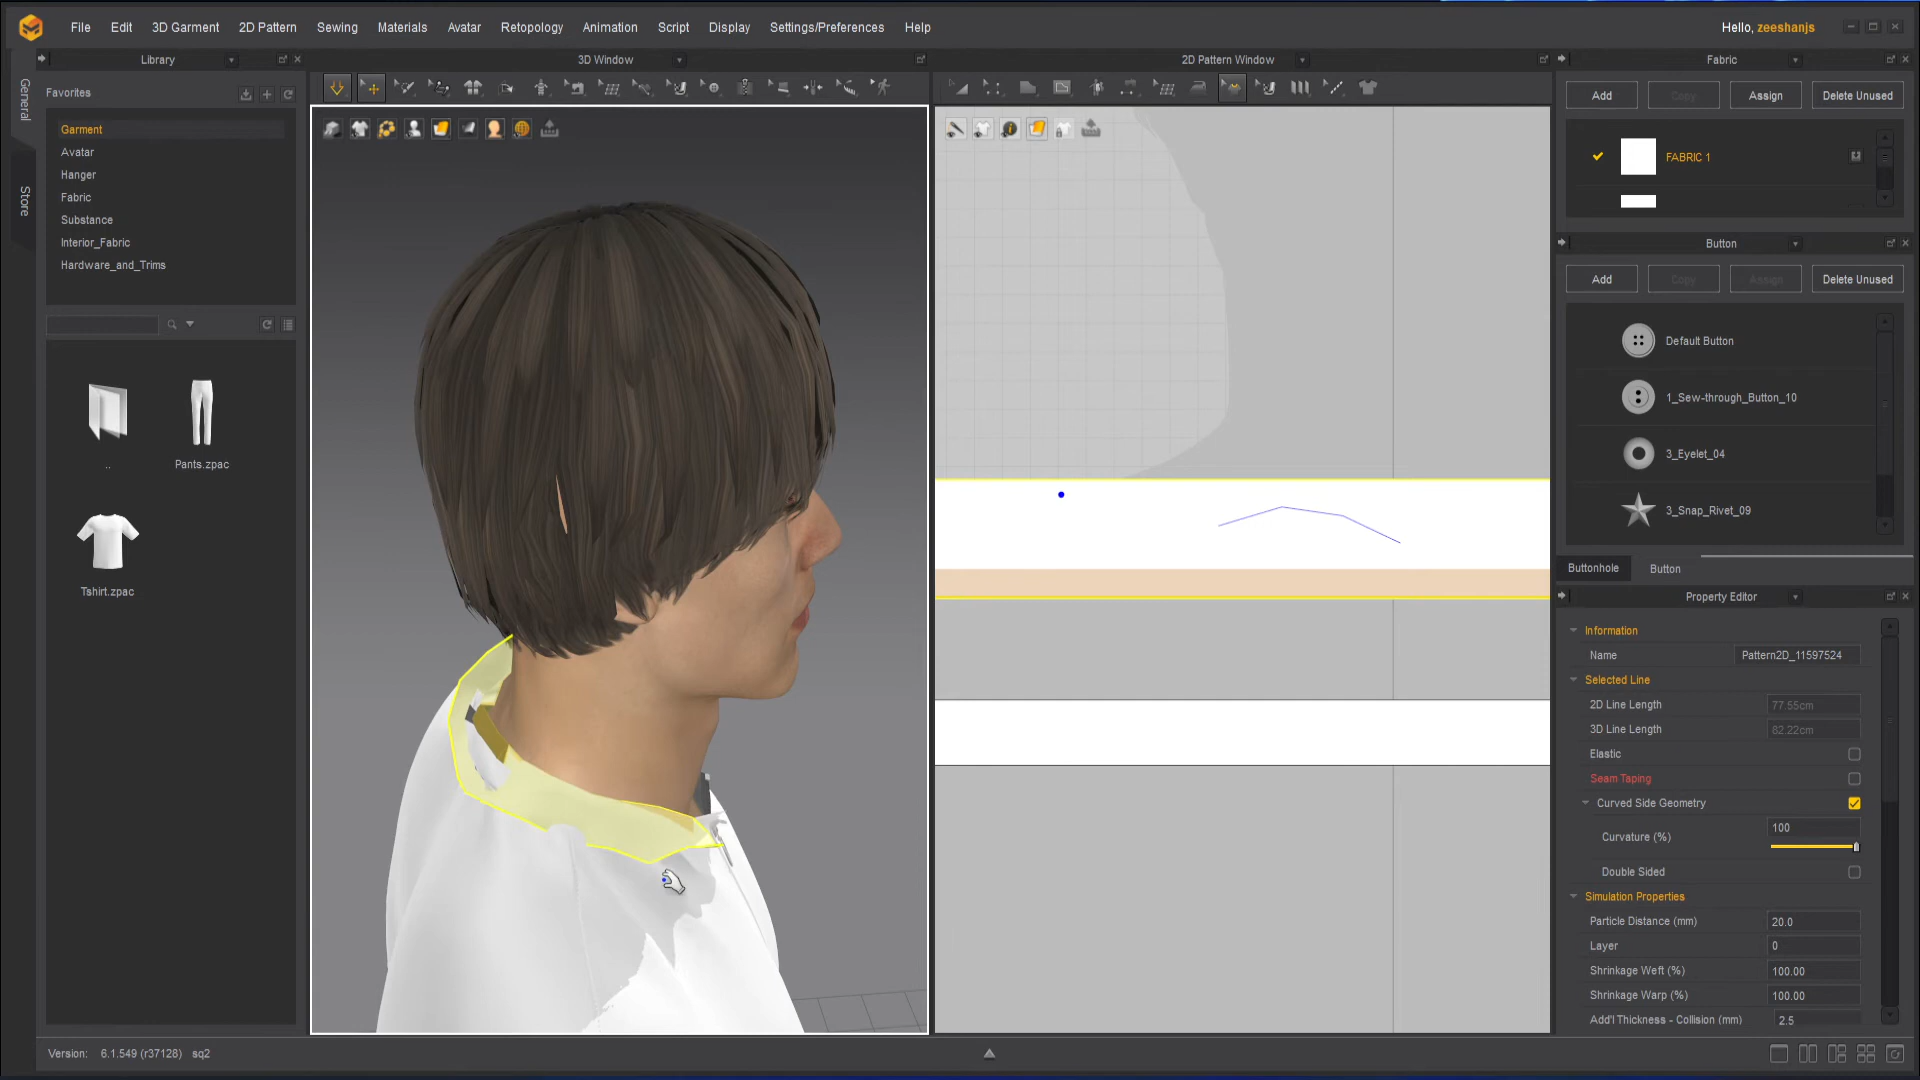 File Edit 3D Garment 2D Pattern Sewing Materials Avatar Retopology Animation Script Display Settings/Preferences Help
Hello, zeeshanjs
Library
3D Window
2D Pattern Window
Fabric
General
Store
Favorites
Garment
Avatar
Hanger
Fabric
Substance
Interior_Fabric
Hardware_and_Trims
..
Pants.zpac
Tshirt.zpac
Add Copy Assign Delete Unused
FABRIC 1
Button
Add Copy Assign Delete Unused
Default Button
1_Sew-through_Button_10
3_Eyelet_04
3_Snap_Rivet_09
Buttonhole Button
Property Editor
Information
Name Pattern2D_11597524
Selected Line
2D Line Length 77.55cm
3D Line Length 82.22cm
Elastic
Seam Taping
Curved Side Geometry
Curvature (%) 100
Double Sided
Simulation Properties
Particle Distance (mm) 20.0
Layer 0
Shrinkage Weft (%) 100.00
Shrinkage Warp (%) 100.00
Add'l Thickness - Collision (mm) 2.5
Version: 6.1.549 (r37128) sq2